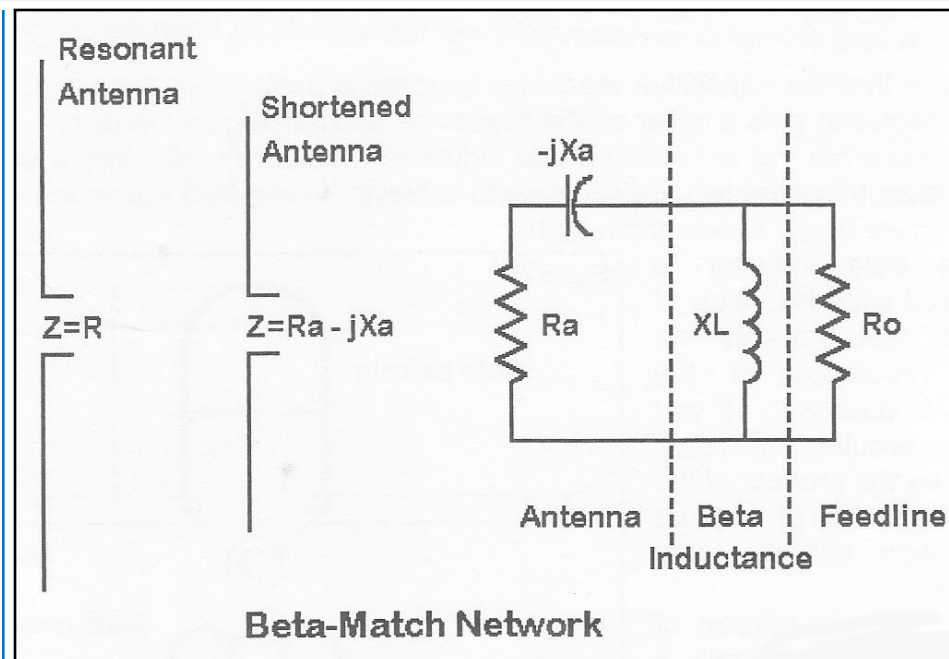 Resonant
Antenna
Shortened
Antenna
Z=R
Z=Ra - jXa
-jXa
Ra
XL
Ro
Antenna
Beta
Feedline
Inductance
Beta-Match Network